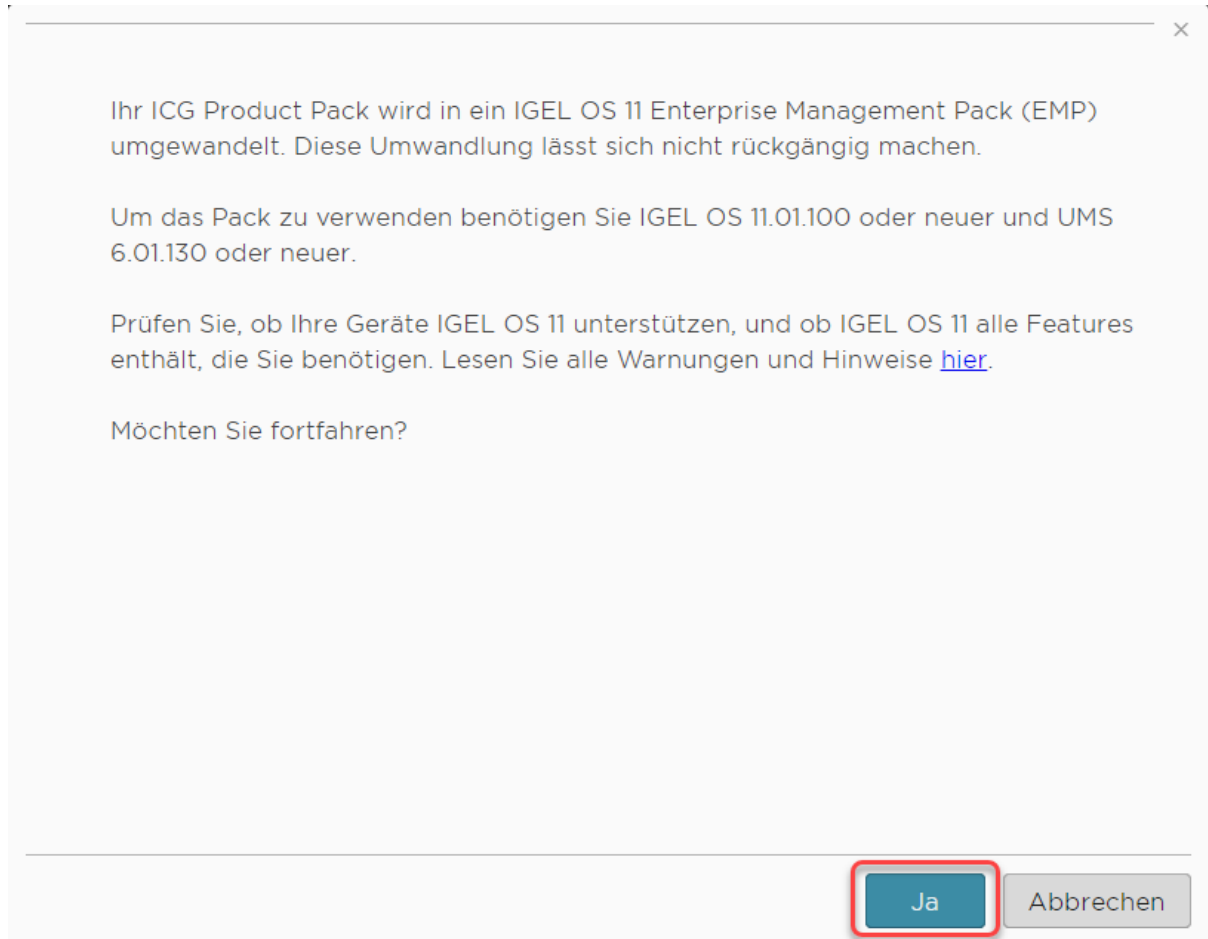 Ihr ICG Product Pack wird in ein IGEL OS 11 Enterprise Management Pack (EMP)
umgewandelt. Diese Umwandlung lässt sich nicht rückgängig machen.
Um das Pack zu verwenden benötigen Sie IGEL OS 11.01.100 oder neuer und UMS
6.01.130 oder neuer.
Prüfen Sie, ob Ihre Geräte IGEL OS 11 unterstützen, und ob IGEL OS 11 alle Features
enthält, die Sie benötigen. Lesen Sie alle Warnungen und Hinweise hier.
Möchten Sie fortfahren?
Ja Abbrechen